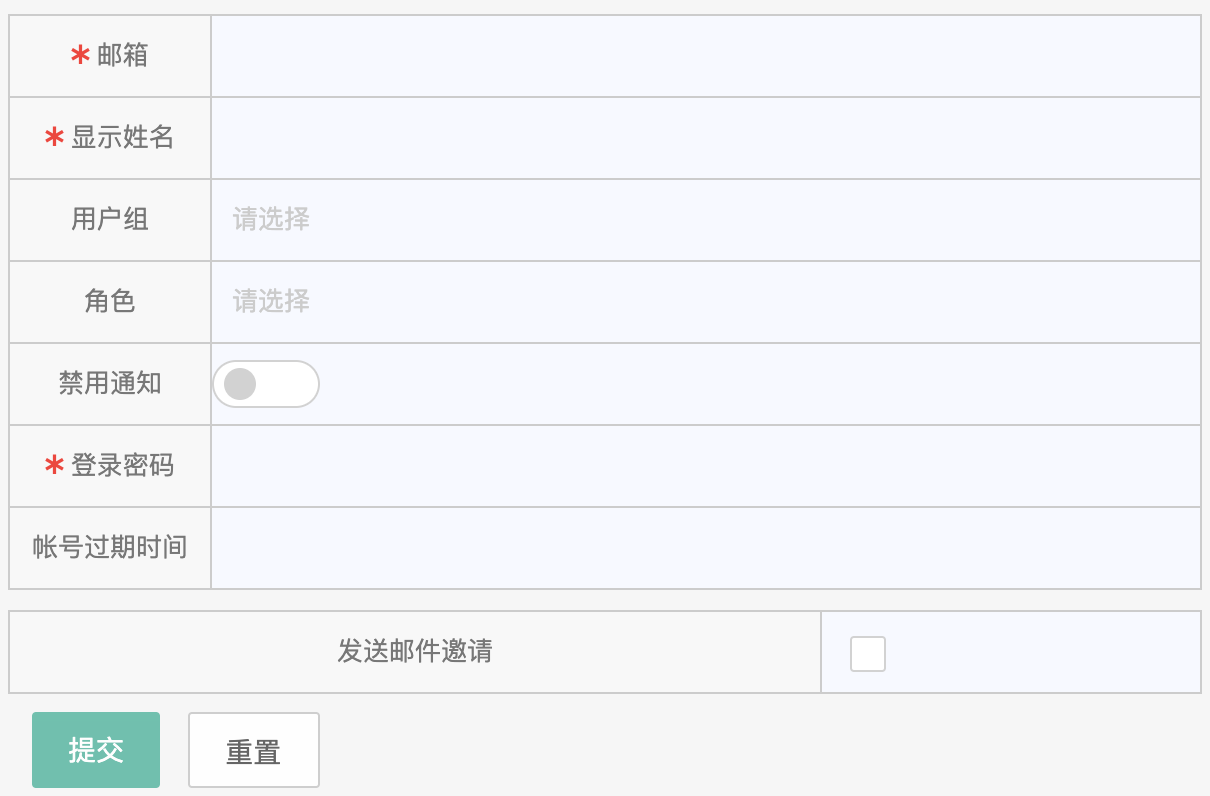 * 邮箱
* 显示姓名
用户组 请选择
角色 请选择
禁用通知
* 登录密码
帐号过期时间
发送邮件邀请
提交 重置